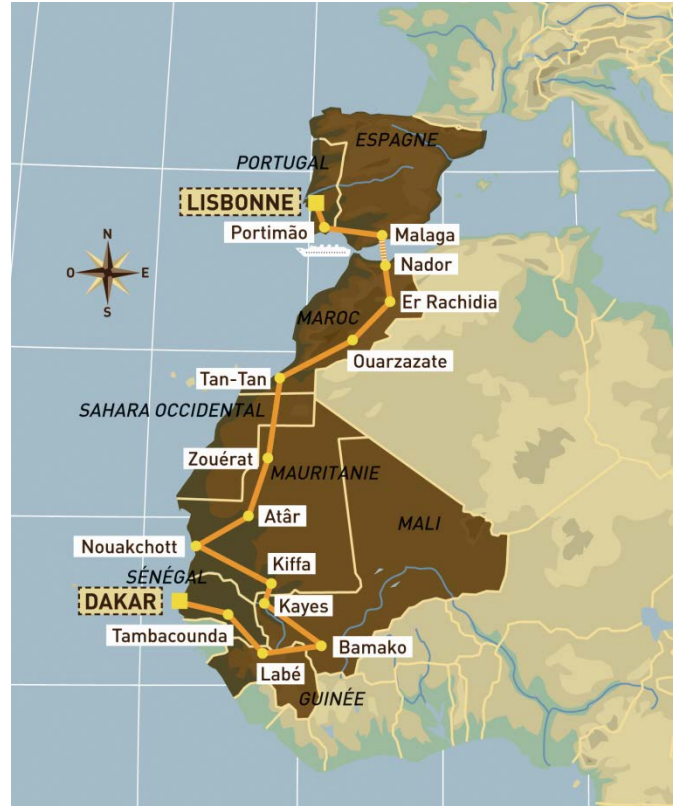 ESPAGNE
PORTUGAL
LISBONNE
Portimão
Malaga
N
O
E
S
Nador
Er Rachidia
MAROC
Ouarzazate
Tan-Tan
SAHARA OCCIDENTAL
Zouérat
MAURITANIE
Atâr
MALI
Nouakchott
Kiffa
SÉNÉGAL
DAKAR
Kayes
Tambacounda
Bamako
Labé
GUINÉE